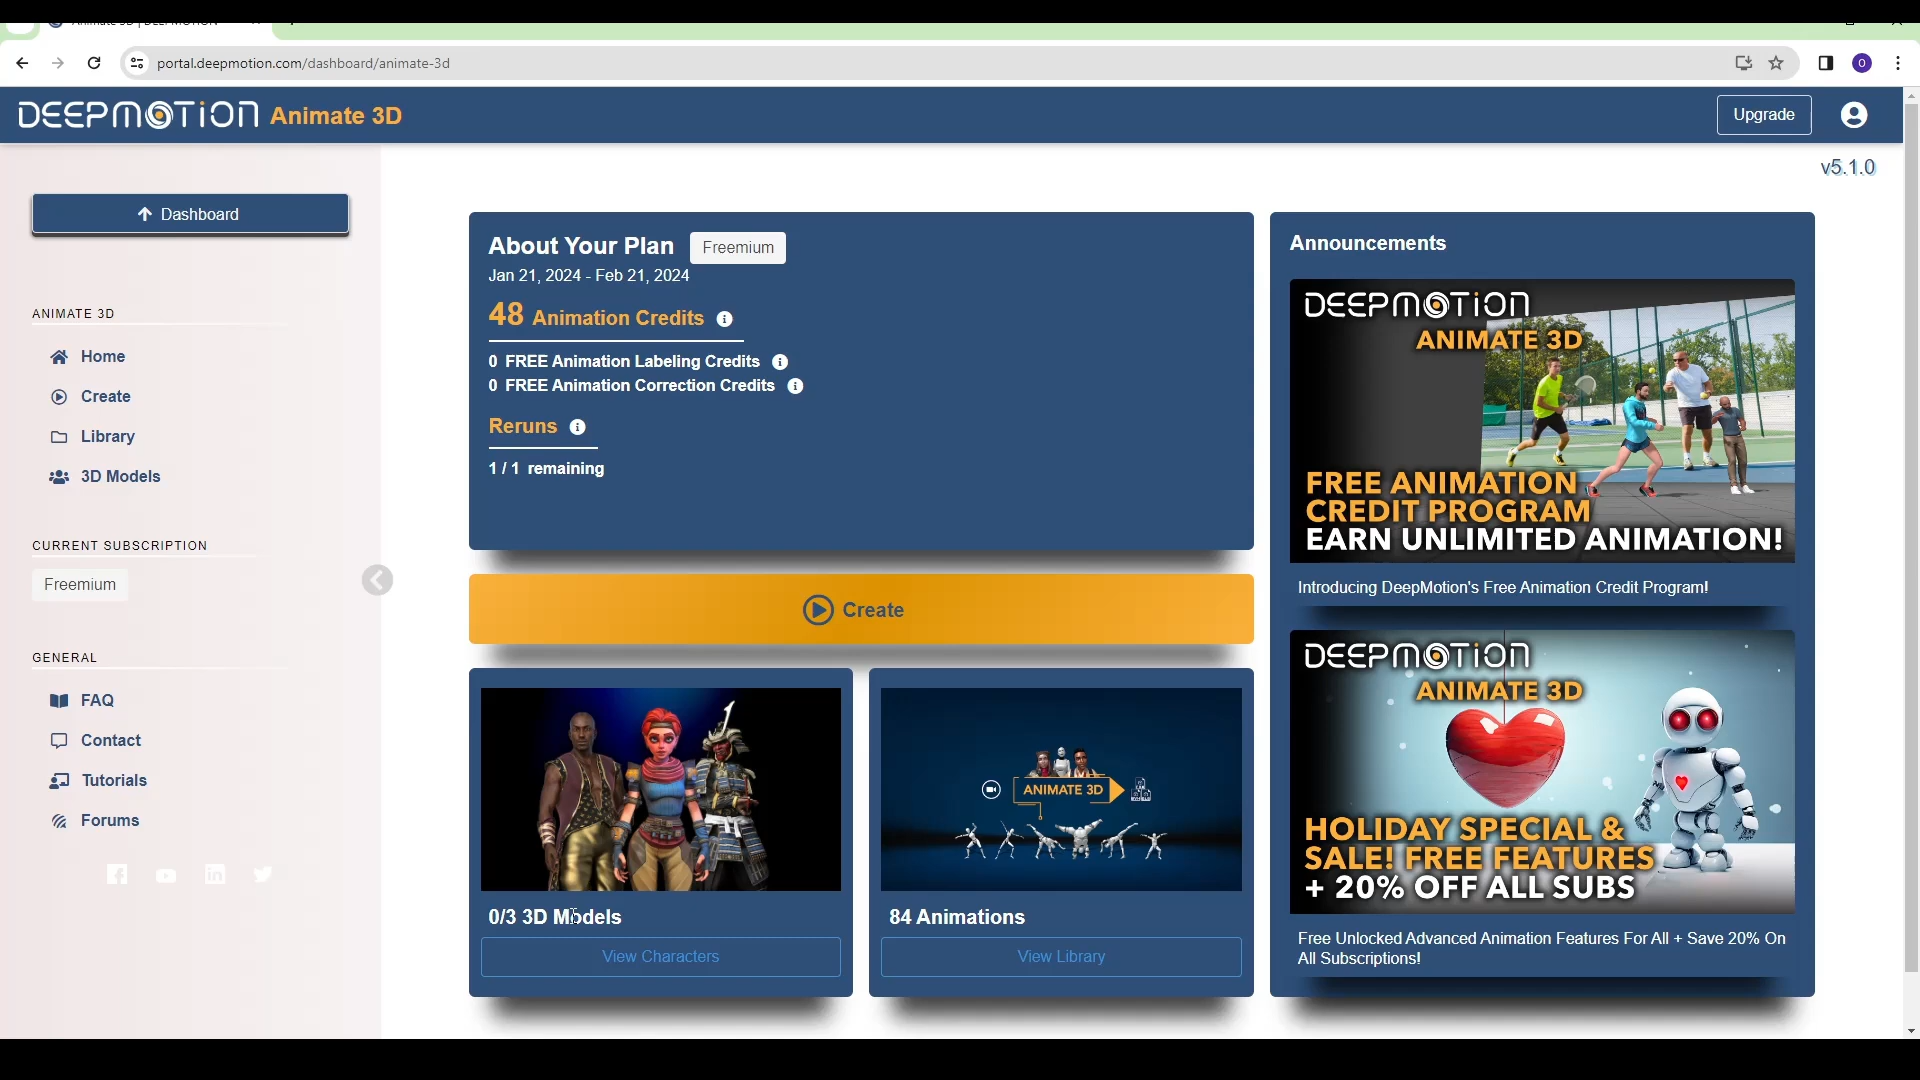 portal.deepmotion.com/dashboard/animate-3d
DEEPMOTION Animate 3D
Upgrade
v5.1.0
Dashboard
ANIMATE 3D
Home
Create
Library
3D Models
CURRENT SUBSCRIPTION
Freemium
GENERAL
FAQ
Contact
Tutorials
Forums
About Your Plan Freemium
Jan 21, 2024 - Feb 21, 2024
48 Animation Credits
0 FREE Animation Labeling Credits
0 FREE Animation Correction Credits
Reruns
1 / 1 remaining
Create
0/3 3D Models
View Characters
ANIMATE 3D
84 Animations
View Library
Announcements
DEEPMOTION
ANIMATE 3D
FREE ANIMATION
CREDIT PROGRAM
EARN UNLIMITED ANIMATION!
Introducing DeepMotion's Free Animation Credit Program!
DEEPMOTION
ANIMATE 3D
HOLIDAY SPECIAL &
SALE! FREE FEATURES
+ 20% OFF ALL SUBS
Free Unlocked Advanced Animation Features For All + Save 20% On
All Subscriptions!